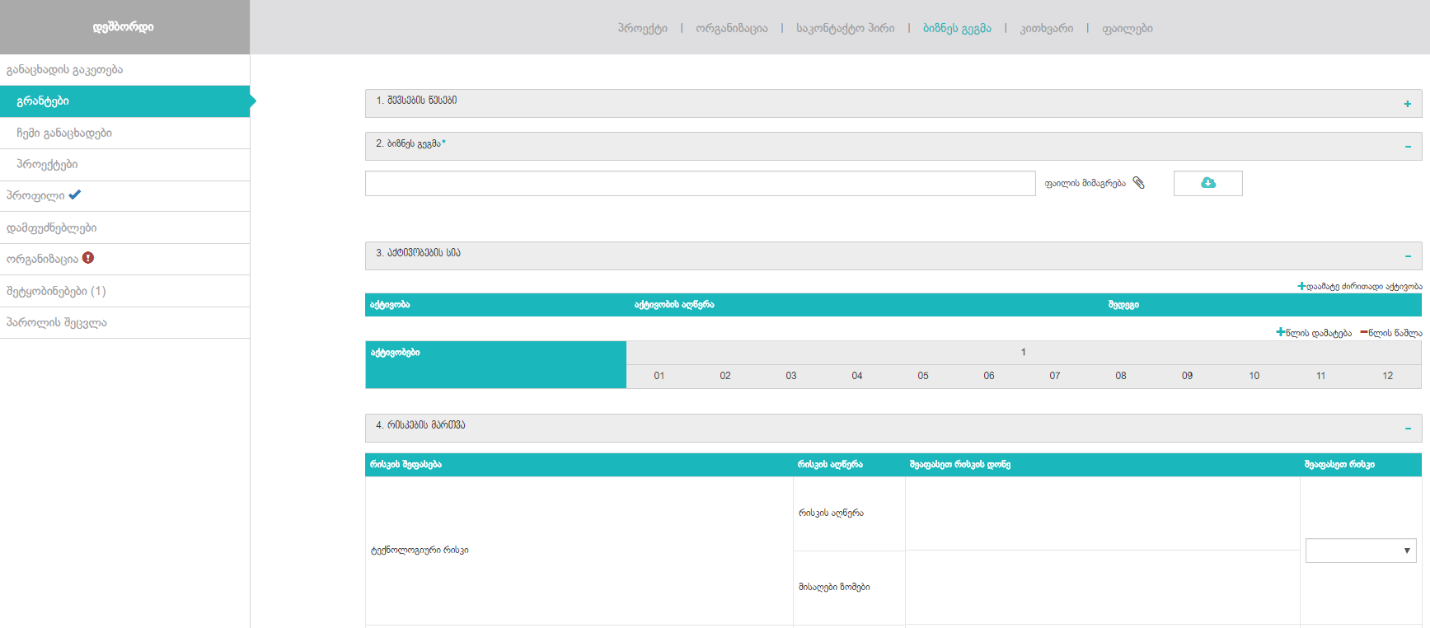 დეშბორდი
პროექტი | ორგანიზაცია | საკონტაქტო პირი | ბიზნეს გეგმა | კითხვარი | ფაილები
განაცხადის გაკეთება
გრანტები
ჩემი განაცხადები
პროექტები
პროფილი
დამფუძნებლები
ორგანიზაცია
შეტყობინებები (1)
პაროლის შეცვლა
1. შევსების წესები
+
2. ბიზნეს გეგმა*
-
ფაილის მიმაგრება
3. აქტივობების სია
-
+დაამატე ძირითადი აქტივობა
აქტივობა აქტივობის აღწერა შედეგი
+წლის დამატება -წლის წაშლა
აქტივობები 1
01 02 03 04 05 06 07 08 09 10 11 12
4. რისკების მართვა
-
რისკის შეფასება რისკის აღწერა შეაფასეთ რისკის დონე შეაფასეთ რისკი
რისკის აღწერა
ტექნოლოგიური რისკი
მისაღები ზომები